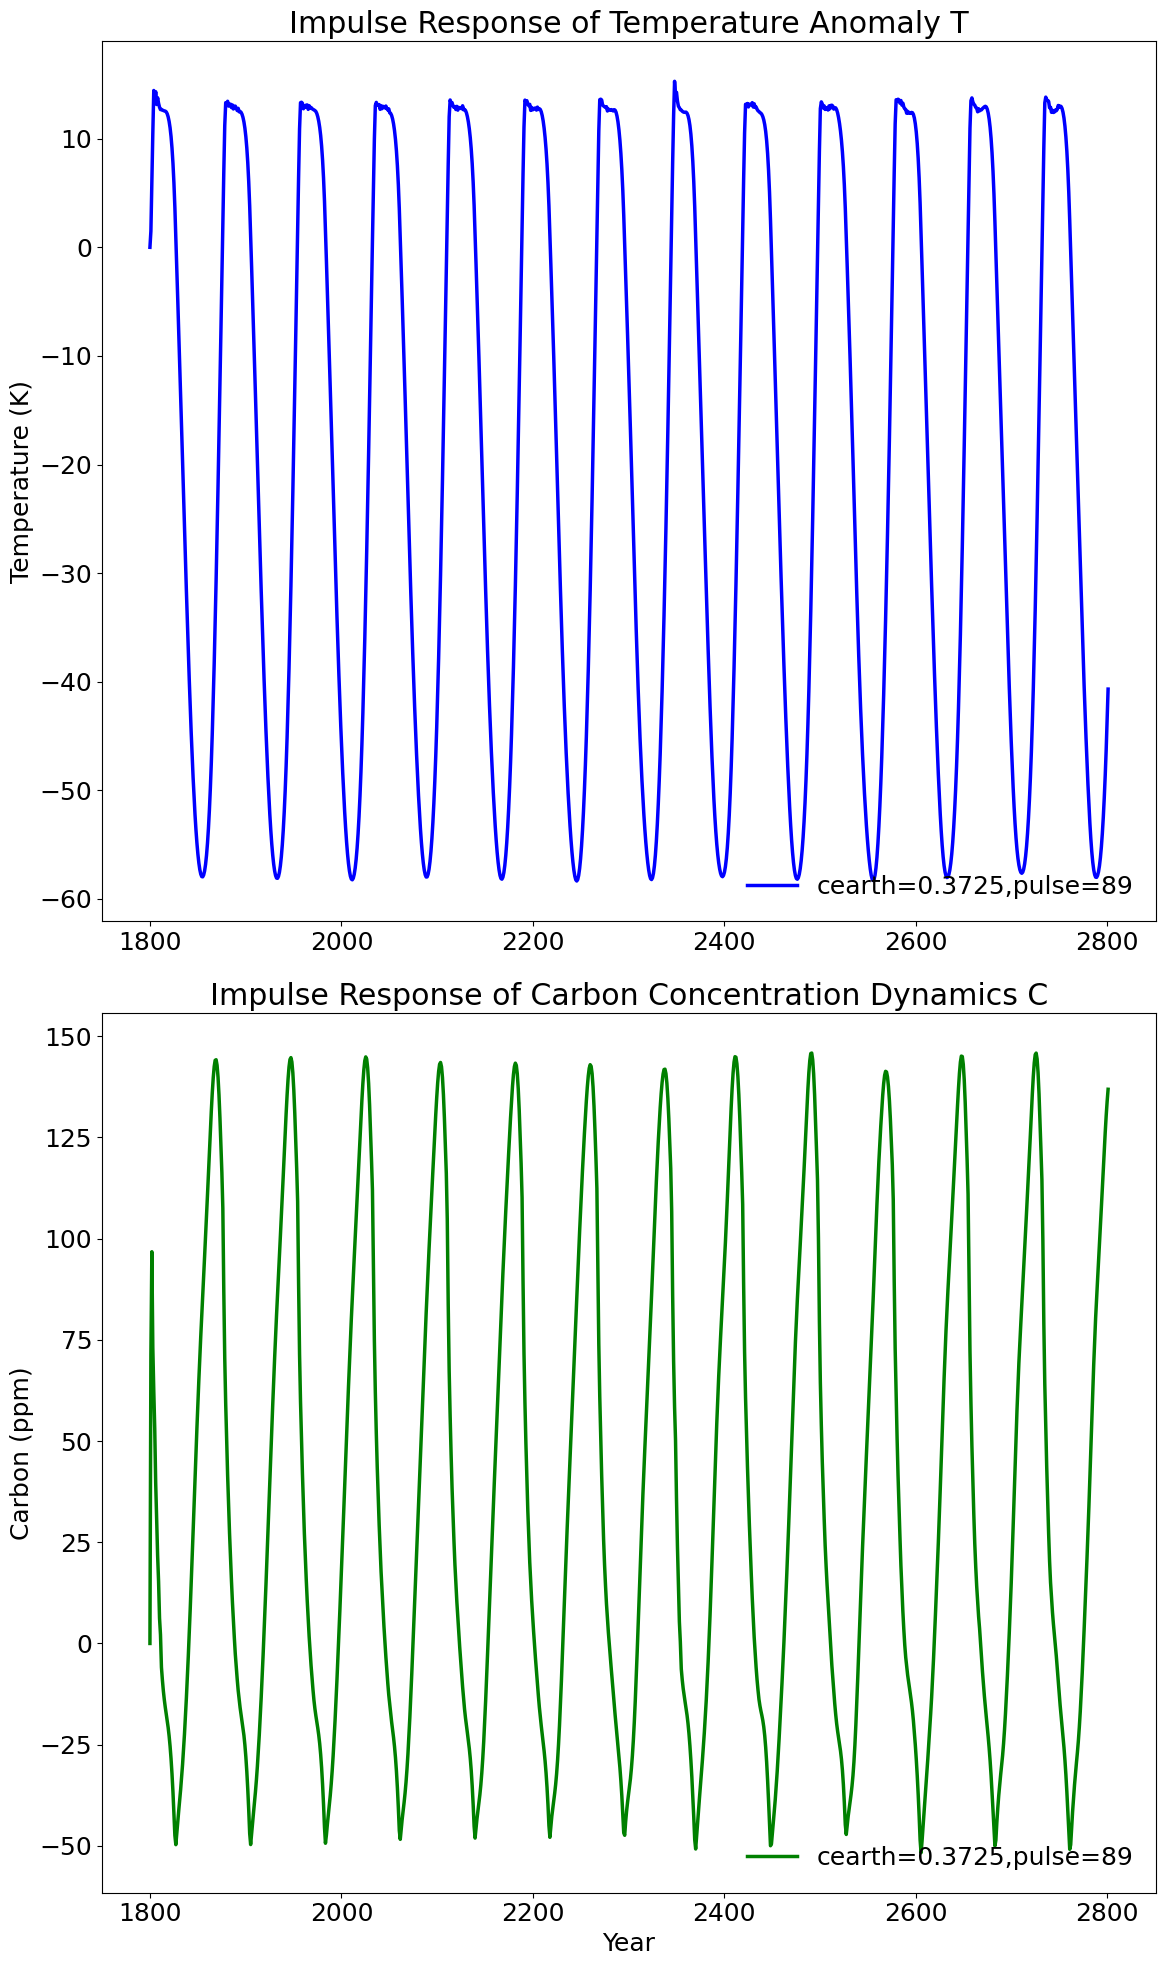 Impulse Response of Temperature Anomaly T
10
0
−10
−20
−30
−40
−50
−60
Temperature (K)
cearth=0.3725,pulse=89
1800 2000 2200 2400 2600 2800
Impulse Response of Carbon Concentration Dynamics C
150
125
100
75
50
25
0
−25
−50
Carbon (ppm)
cearth=0.3725,pulse=89
1800 2000 2200 2400 2600 2800
Year